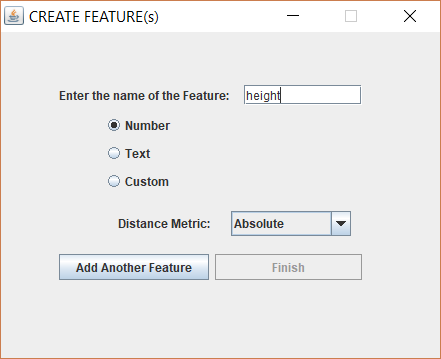 CREATE FEATURE(s)
Enter the name of the Feature: height
Number
Text
Custom
Distance Metric: Absolute
Add Another Feature Finish